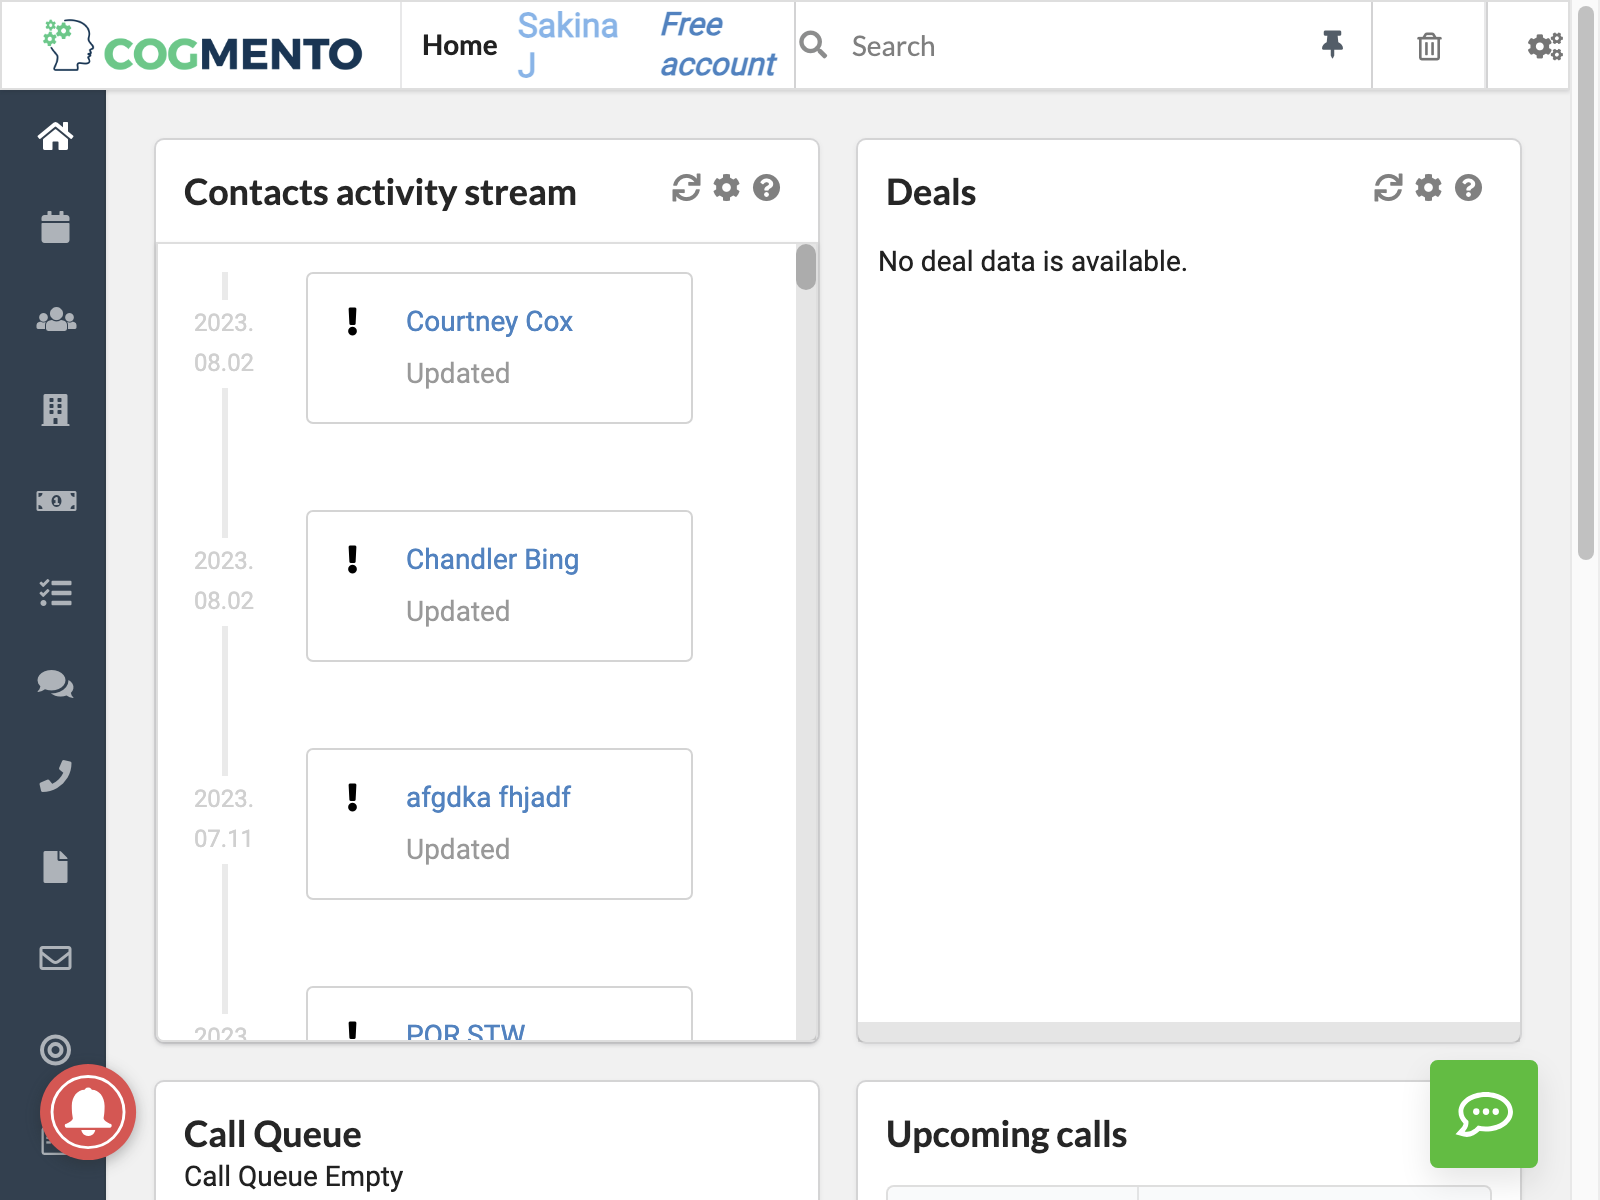 COGMENTO
Home
Sakina J
Free account
Search
Contacts activity stream
2023.
08.02
Courtney Cox
Updated
2023.
08.02
Chandler Bing
Updated
2023.
07.11
afgdka fhjadf
Updated
2023.
POR STW
Deals
No deal data is available.
Call Queue
Call Queue Empty
Upcoming calls